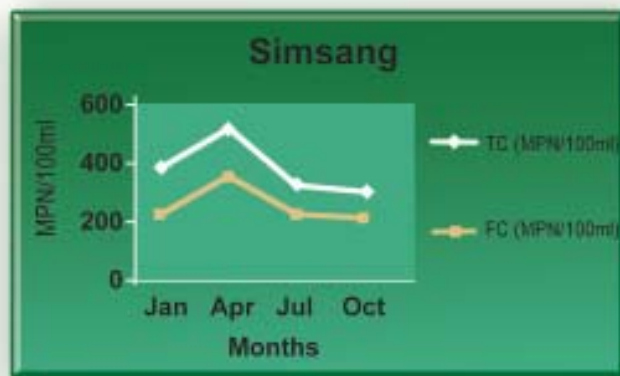 Simsang
MPN/100ml
600
400
200
0
Jan Apr Jul Oct
Months
TC (MPN/100ml)
FC (MPN/100ml)